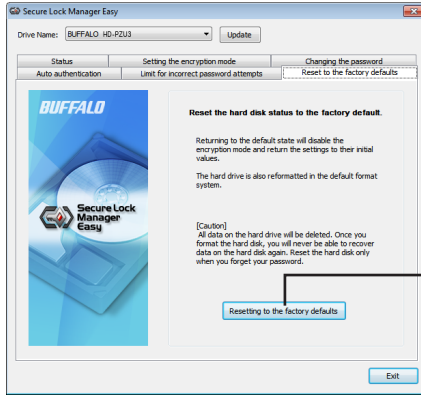 Secure Lock Manager Easy
Drive Name: BUFFALO HD-PZU3 Update
Status Setting the encryption mode Changing the password
Auto authentication Limit for incorrect password attempts Reset to the factory defaults
BUFFALO
Secure Lock
Manager
Easy
Reset the hard disk status to the factory default.
Returning to the default state will disable the
encryption mode and return the settings to their initial
values.
The hard drive is also reformatted in the default format
system.
[Caution]
All data on the hard drive will be deleted. Once you
format the hard disk, you will never be able to recover
data on the hard disk again. Reset the hard disk only
when you forget your password.
Resetting to the factory defaults
Exit